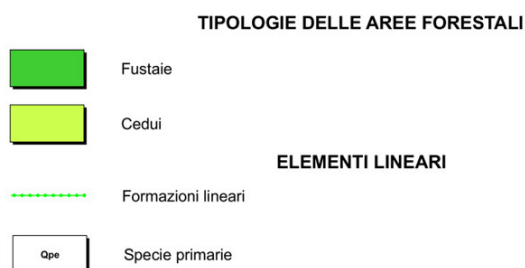 TIPOLOGIE DELLE AREE FORESTALI
Fustaie
Cedui
ELEMENTI LINEARI
Formazioni lineari
Qpe
Specie primarie